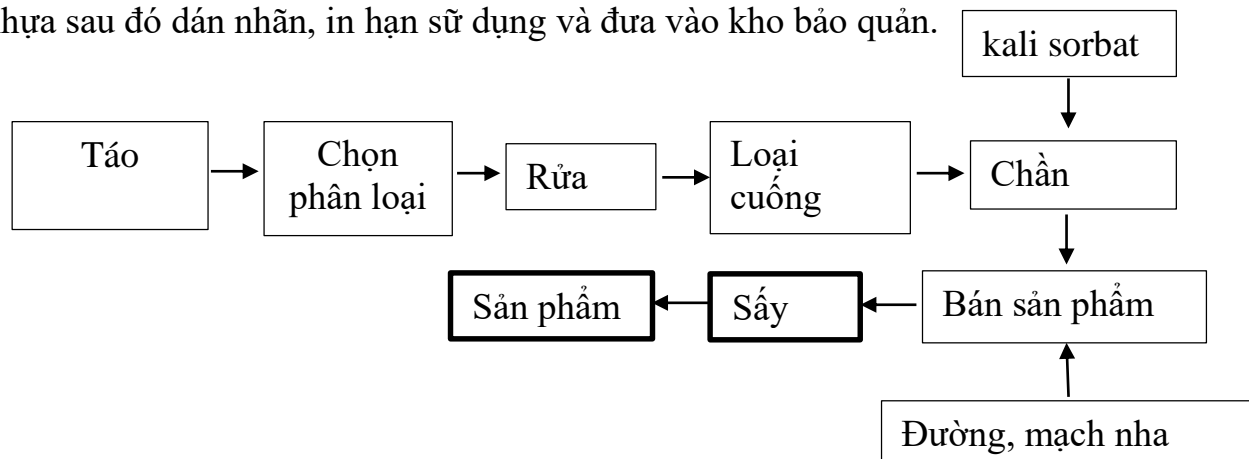 hựa sau đó dán nhãn, in hạn sữ dụng và đưa vào kho bảo quản.
kali sorbat
Táo
Chọn
phân loại
Rửa
Loại
cuống
Chần
Sản phẩm
Sấy
Bán sản phẩm
Đường, mạch nha